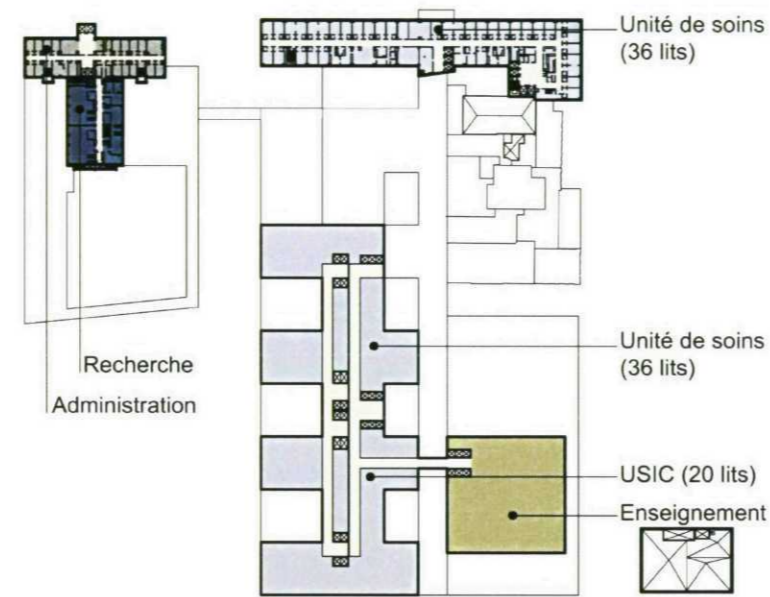 Unité de soins
(36 lits)
Recherche
Administration
Unité de soins
(36 lits)
USIC (20 lits)
Enseignement